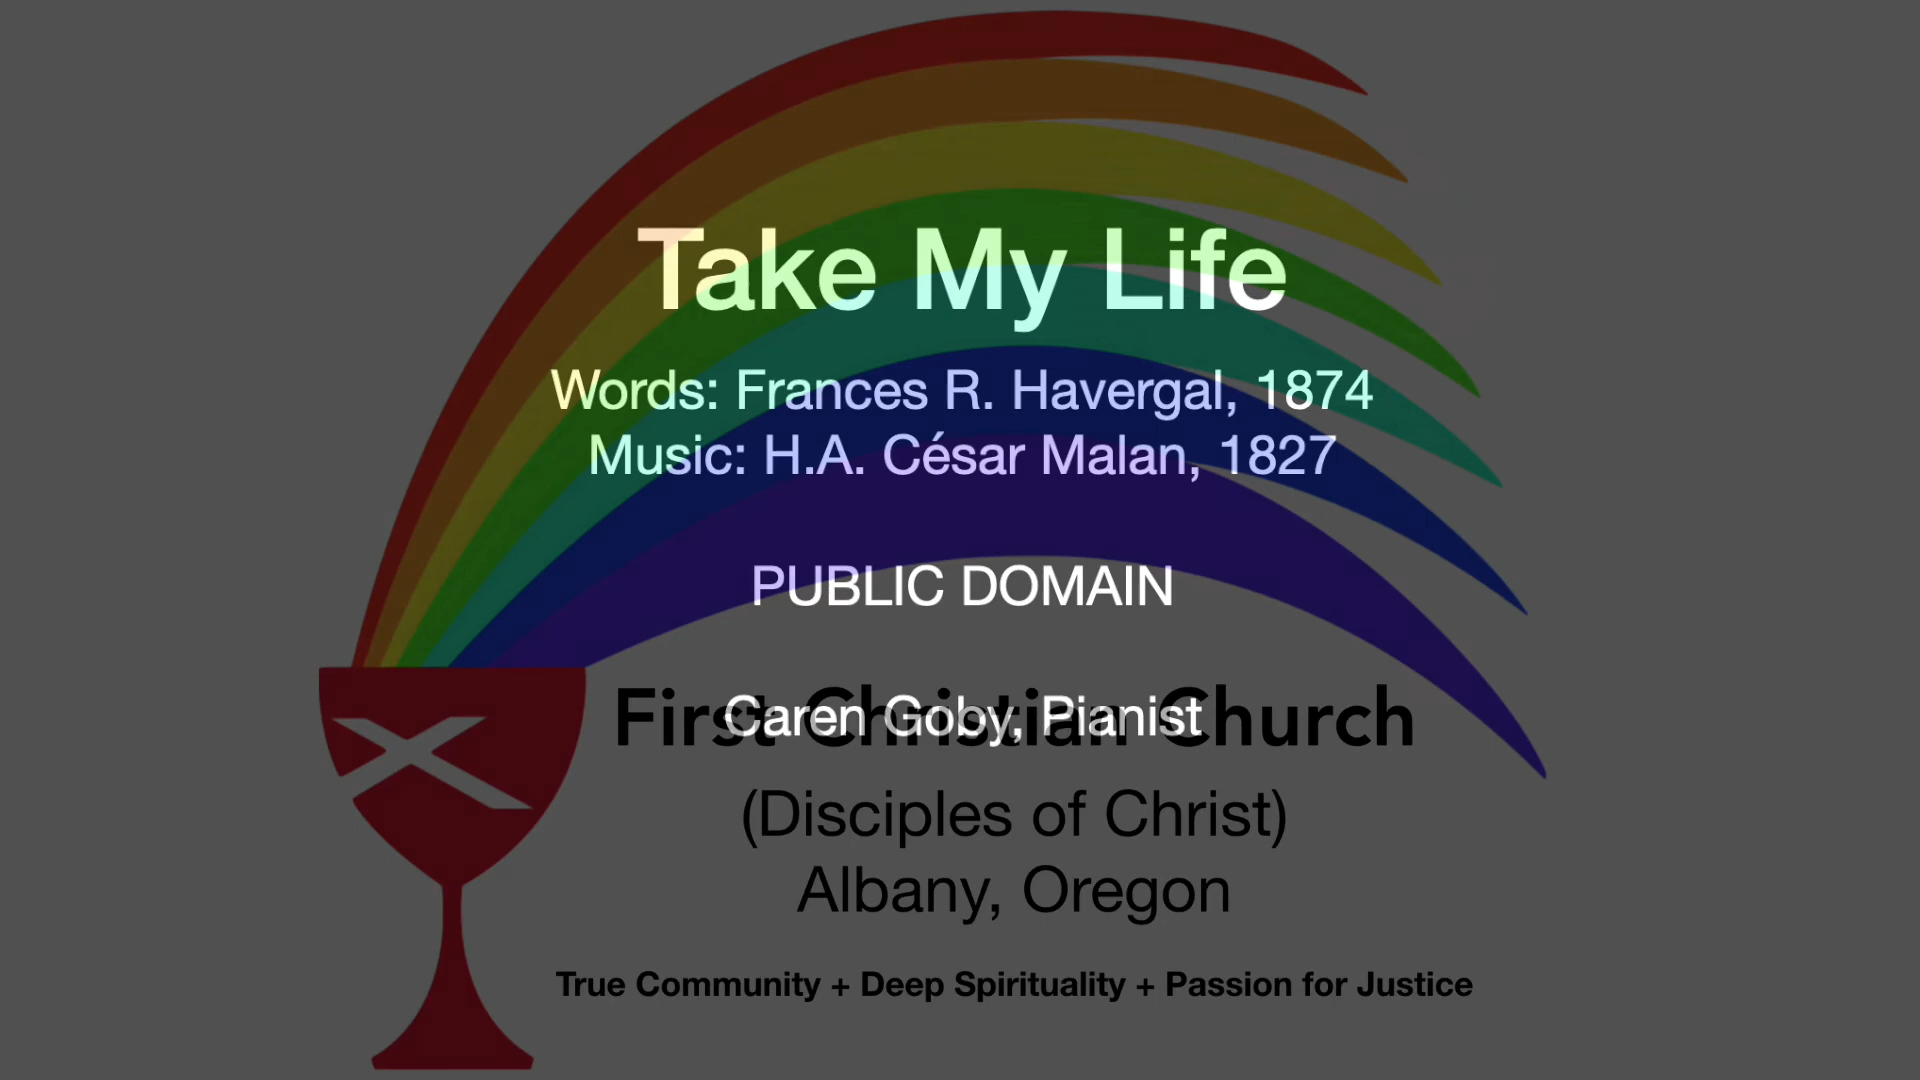 Take My Life
Words: Frances R. Havergal, 1874
Music: H.A. César Malan, 1827
PUBLIC DOMAIN
Caren Goby, Pianist
First Christian Church
(Disciples of Christ)
Albany, Oregon
True Community + Deep Spirituality + Passion for Justice